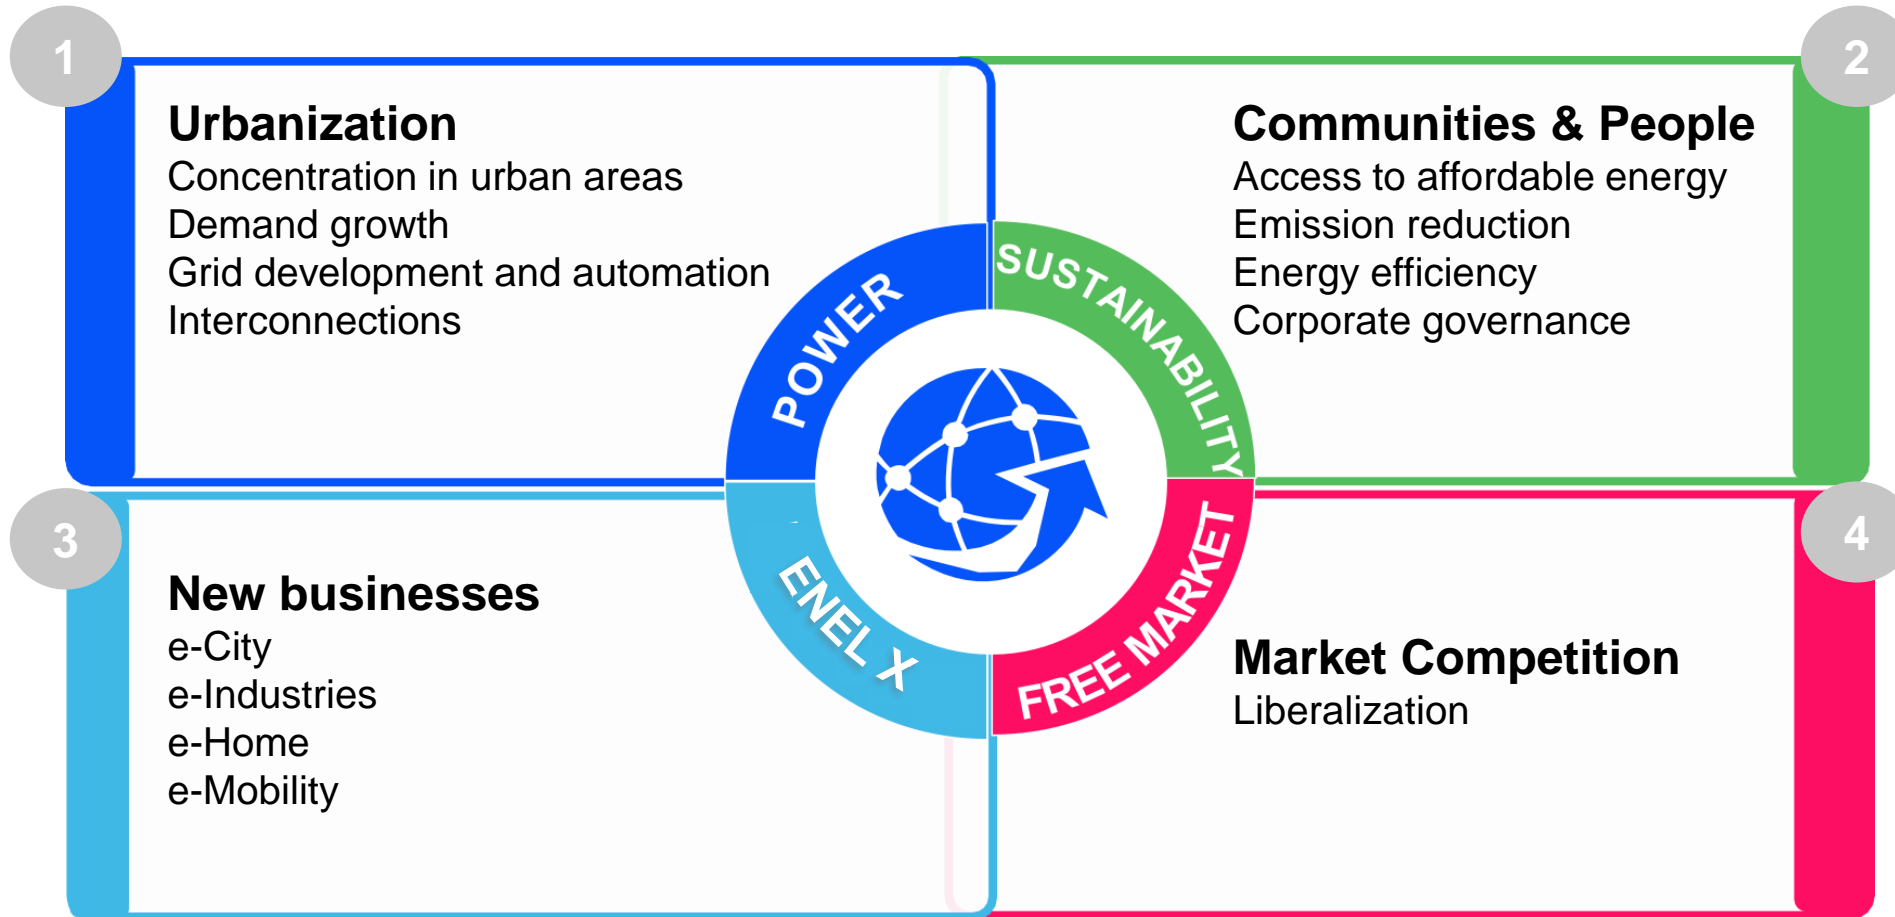 1
Urbanization
Concentration in urban areas
Demand growth
Grid development and automation
Interconnections
2
Communities & People
Access to affordable energy
Emission reduction
Energy efficiency
Corporate governance
POWER
SUSTAINABILITY
ENEL X
FREE MARKET
3
New businesses
e-City
e-Industries
e-Home
e-Mobility
4
Market Competition
Liberalization